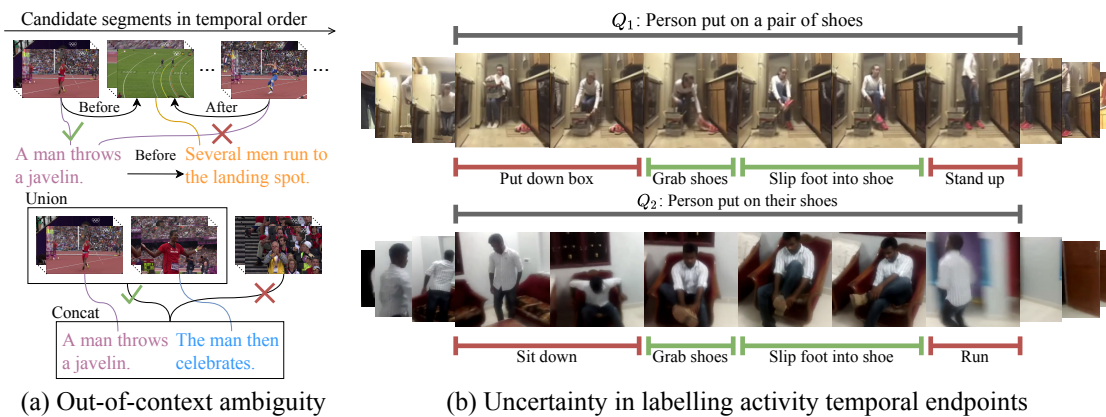 Candidate segments in temporal order
...
...
Before
After
A man throws
a javelin.
Before
Several men run to
the landing spot.
Union
Concat
A man throws
a javelin.
The man then
celebrates.
(a) Out-of-context ambiguity
Q1: Person put on a pair of shoes
Put down box
Grab shoes
Slip foot into shoe
Stand up
Q2: Person put on their shoes
Sit down
Grab shoes
Slip foot into shoe
Run
(b) Uncertainty in labelling activity temporal endpoints